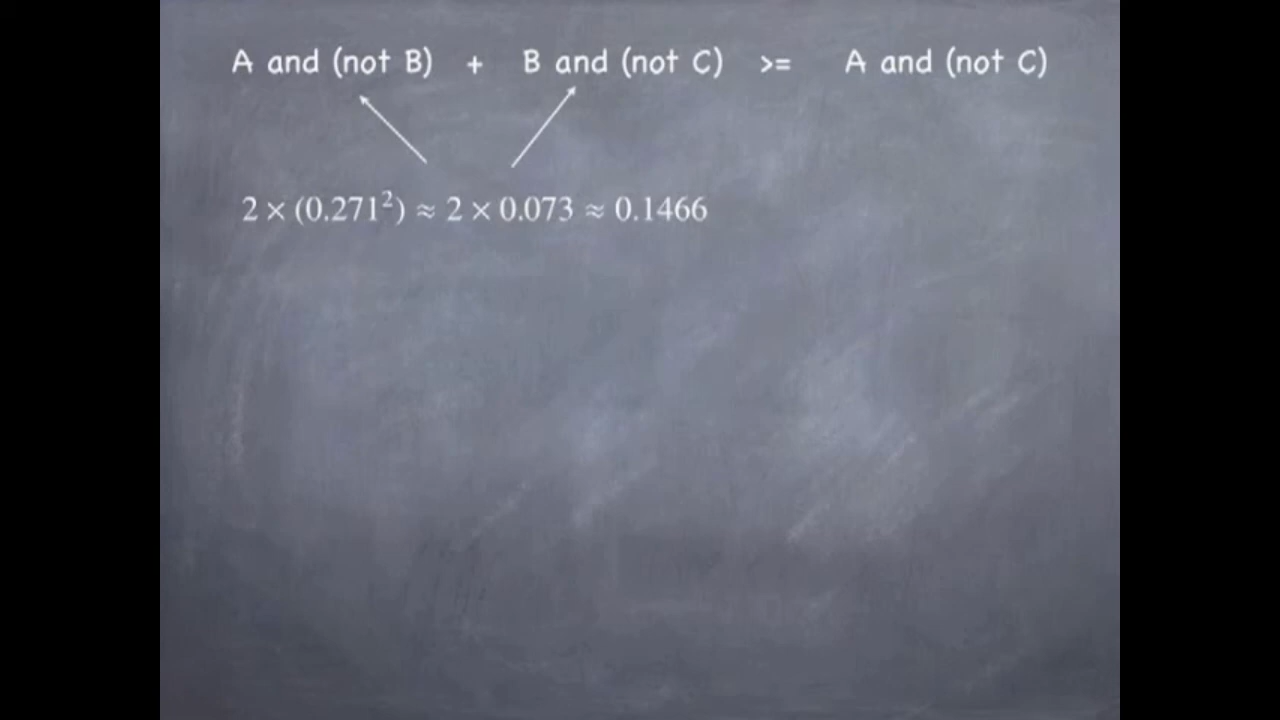 A and (not B) + B and (not C) >= A and (not C)
2 × (0.271²) ≈ 2 × 0.073 ≈ 0.1466